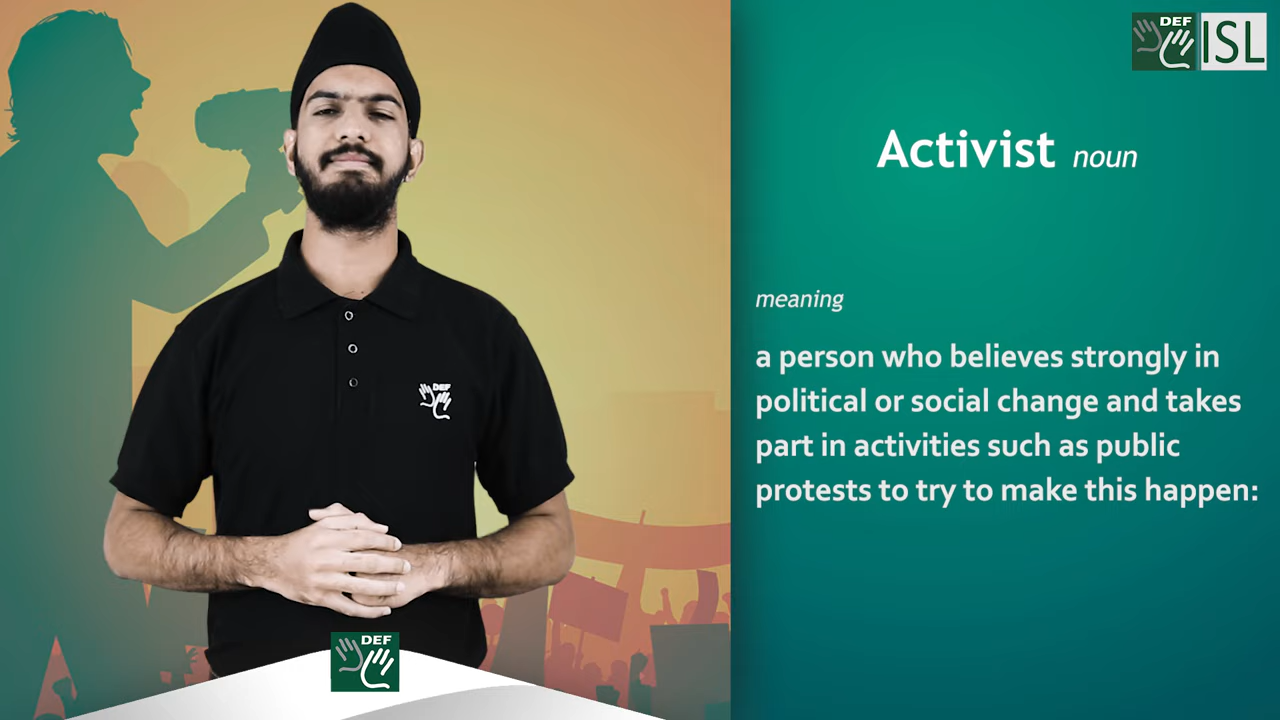 DEF
ISL
Activist noun
meaning
a person who believes strongly in
political or social change and takes
part in activities such as public
protests to try to make this happen:
DEF
DEF